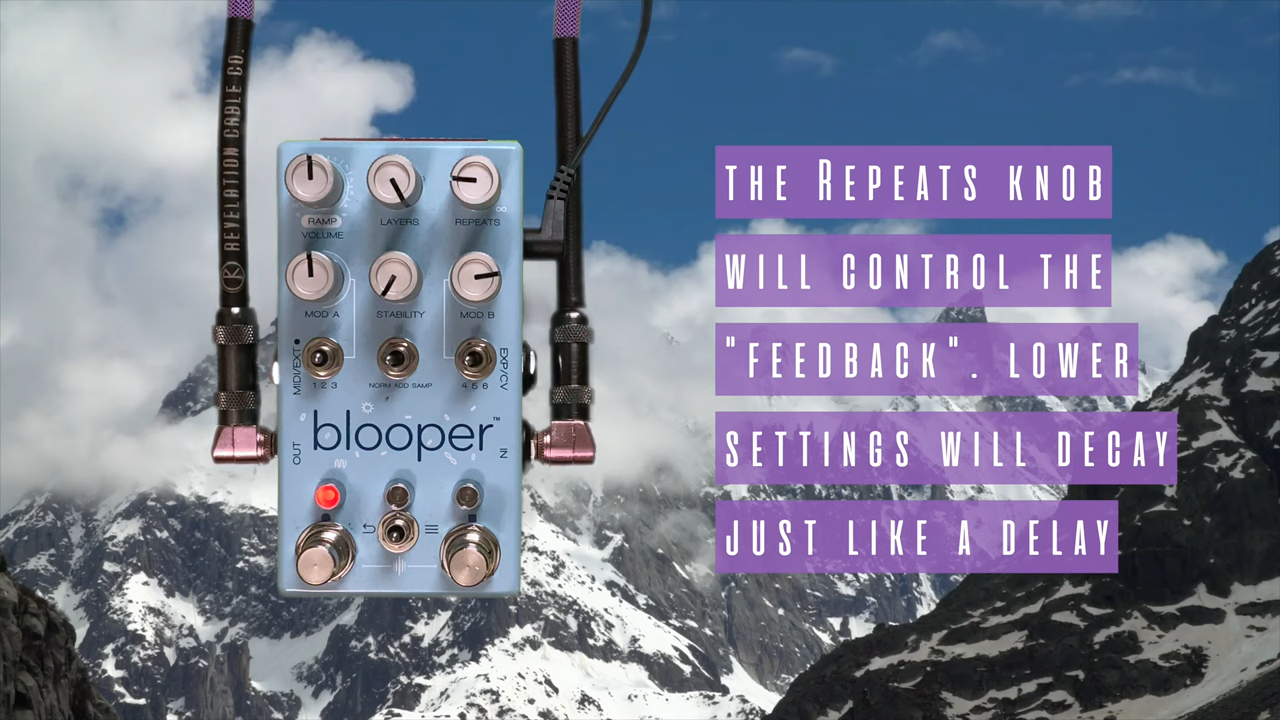 REVELATION CABLE CO.
RAMP
VOLUME
LAYERS
REPEATS
∞
MOD A
STABILITY
MOD B
MIDI/EXT
1 2 3
NORM ADD SAMP
4 5 6
EXP/CV
OUT
blooper™
IN
THE REPEATS KNOB
WILL CONTROL THE
"FEEDBACK". LOWER
SETTINGS WILL DECAY
JUST LIKE A DELAY